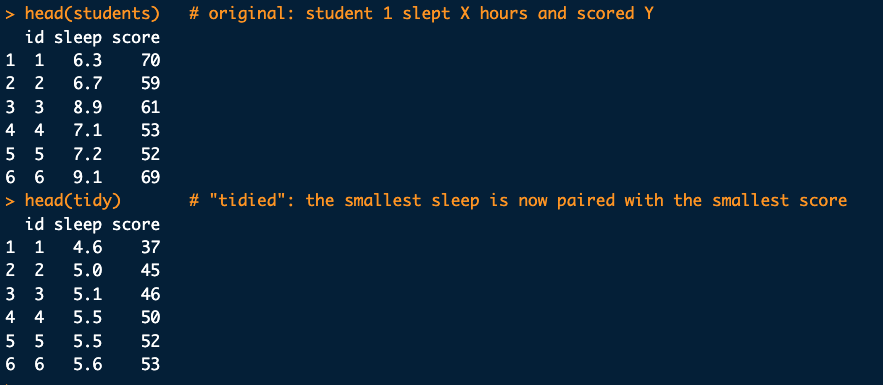 > head(students)   # original: student 1 slept X hours and scored Y
  id sleep score
1  1   6.3    70
2  2   6.7    59
3  3   8.9    61
4  4   7.1    53
5  5   7.2    52
6  6   9.1    69
> head(tidy)       # "tidied": the smallest sleep is now paired with the smallest score
  id sleep score
1  1   4.6    37
2  2   5.0    45
3  3   5.1    46
4  4   5.5    50
5  5   5.5    52
6  6   5.6    53